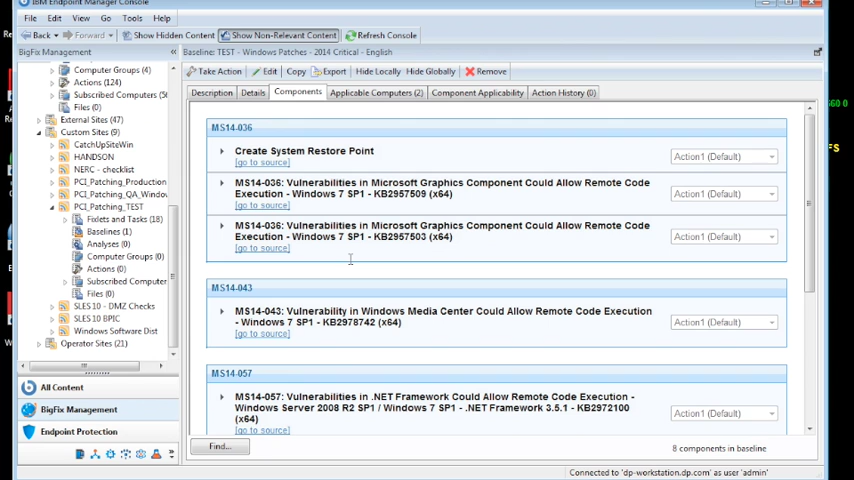 IBM Endpoint Manager Console
File Edit View Go Tools Help
Back Forward Show Hidden Content Show Non-Relevant Content Refresh Console
BigFix Management «
Baseline: TEST - Windows Patches - 2014 Critical - English
Computer Groups (4)
Actions (124)
Subscribed Computers (56
Files (0)
External Sites (47)
Custom Sites (9)
CatchUpSiteWin
HANDSON
NERC - checklist
PCI_Patching_Production
PCI_Patching_QA_Window
PCI_Patching_TEST
Fixlets and Tasks (18)
Baselines (1)
Analyses (0)
Computer Groups (0)
Actions (0)
Subscribed Computer
Files (0)
SLES 10 - DMZ Checks
SLES 10 BPIC
Windows Software Dist
Operator Sites (21)
All Content
BigFix Management
Endpoint Protection
Take Action Edit Copy Export Hide Locally Hide Globally Remove
Description Details Components Applicable Computers (2) Component Applicability Action History (0)
MS14-036
Create System Restore Point
[go to source]
Action1 (Default)
MS14-036: Vulnerabilities in Microsoft Graphics Component Could Allow Remote Code
Execution - Windows 7 SP1 - KB2957509 (x64)
[go to source]
Action1 (Default)
MS14-036: Vulnerabilities in Microsoft Graphics Component Could Allow Remote Code
Execution - Windows 7 SP1 - KB2957503 (x64)
[go to source]
Action1 (Default)
MS14-043
MS14-043: Vulnerability in Windows Media Center Could Allow Remote Code Execution
- Windows 7 SP1 - KB2978742 (x64)
[go to source]
Action1 (Default)
MS14-057
MS14-057: Vulnerabilities in .NET Framework Could Allow Remote Code Execution -
Windows Server 2008 R2 SP1 / Windows 7 SP1 - .NET Framework 3.5.1 - KB2972100
(x64)
[go to source]
Action1 (Default)
Find...
8 components in baseline
Connected to 'dp-workstation.dp.com' as user 'admin'
560 0
FS